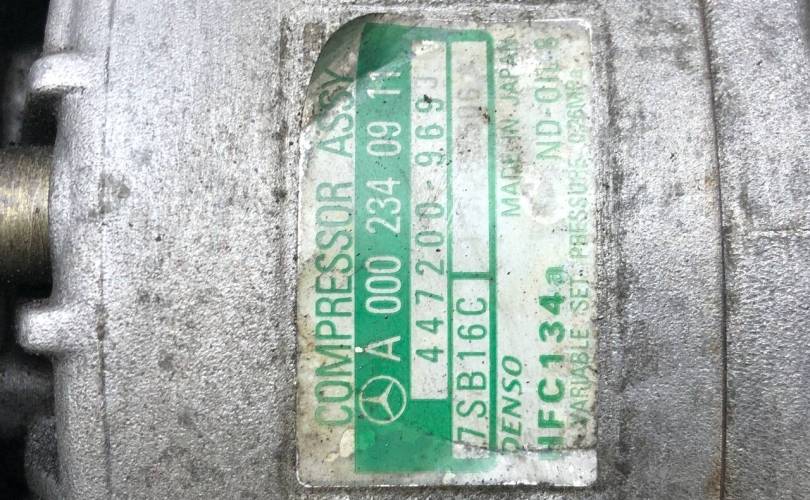 COMPRESSOR ASSY
A 000 234 09 11
447200-969
7SB16C
DENSO MADE IN JAPAN
HFC134a ND-OIL 8
VARIABLE SET PRESSURE